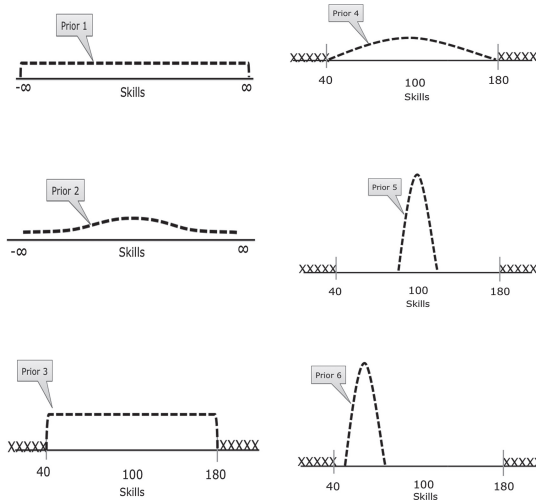 Prior 1
-∞ Skills ∞
Prior 2
-∞ Skills ∞
Prior 3
XXXXX XXXXX
40 100 180
Skills
Prior 4
XXXXX XXXXX
40 100 180
Skills
Prior 5
XXXXX XXXXX
40 100 180
Skills
Prior 6
XXXXX XXXXX
40 100 180
Skills